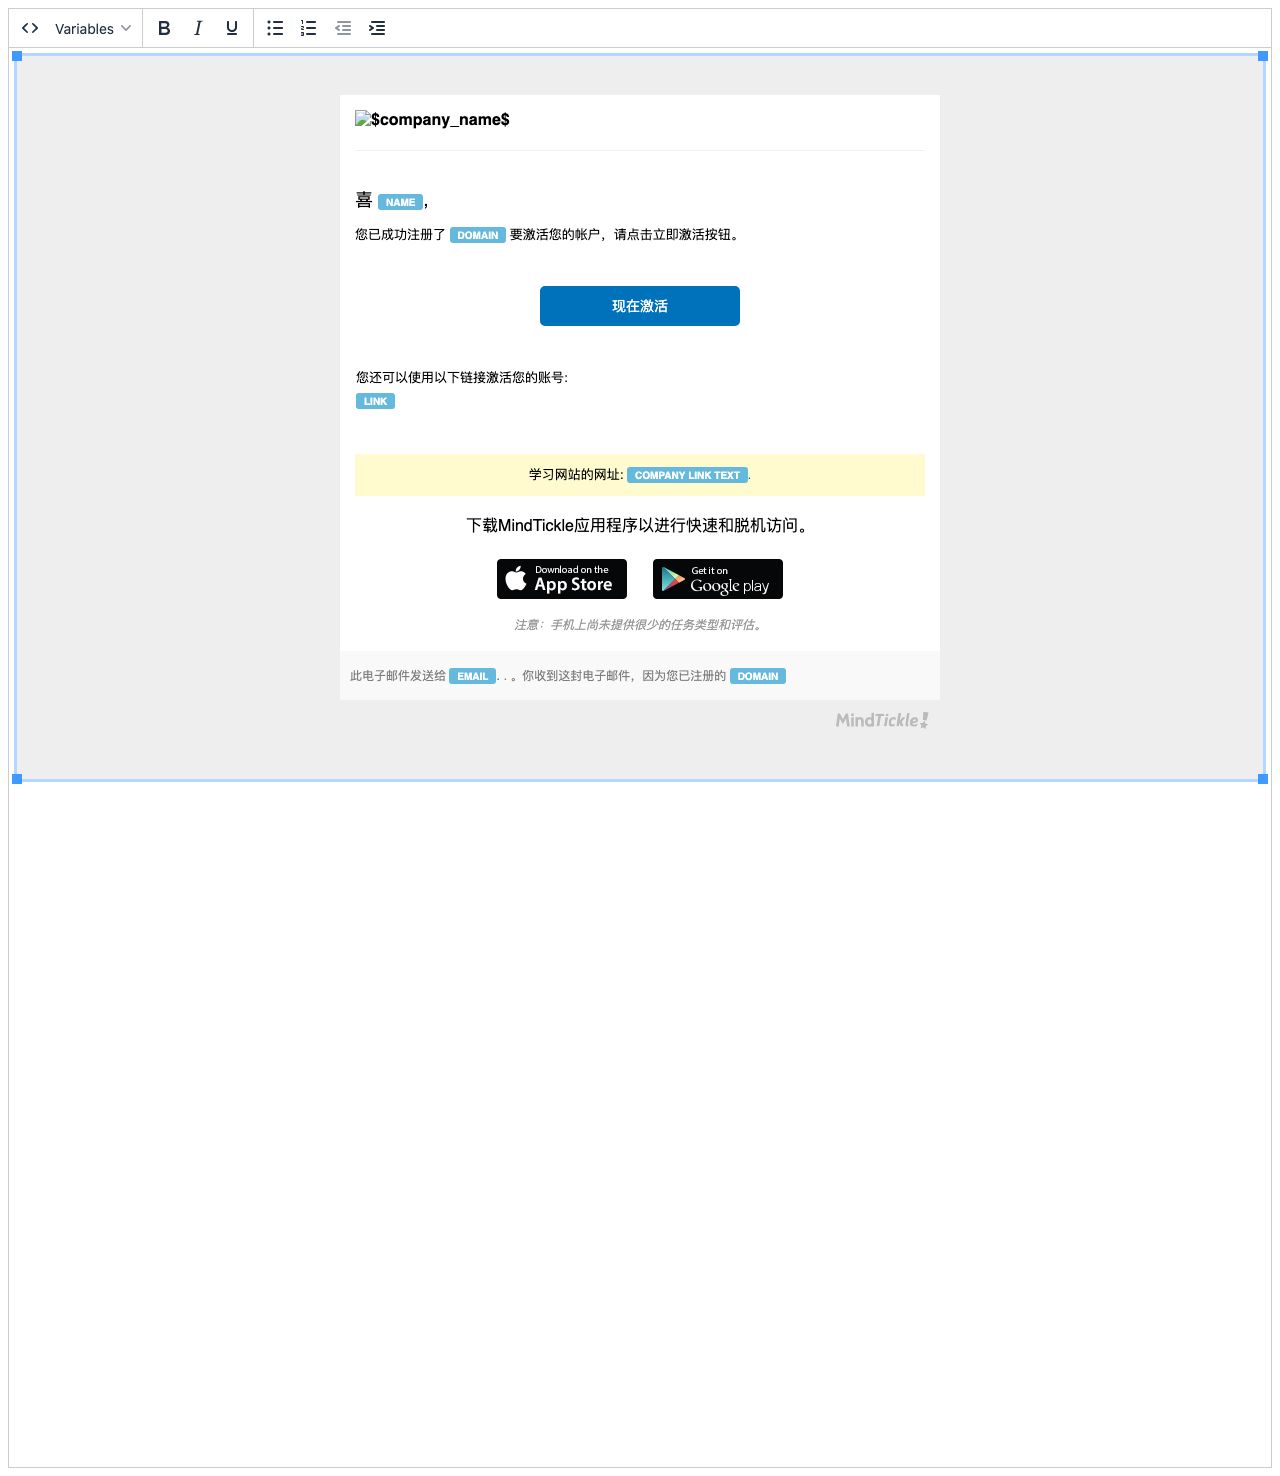 Variables
$company_name$
喜 NAME,
您已成功注册了 DOMAIN 要激活您的帐户，请点击立即激活按钮。
现在激活
您还可以使用以下链接激活您的账号:
LINK
学习网站的网址: COMPANY LINK TEXT.
下载MindTickle应用程序以进行快速和脱机访问。
Download on the App Store
Get it on Google play
注意：手机上尚未提供很少的任务类型和评估。
此电子邮件发送给 EMAIL. . 。你收到这封电子邮件，因为您已注册的 DOMAIN
MindTickle!